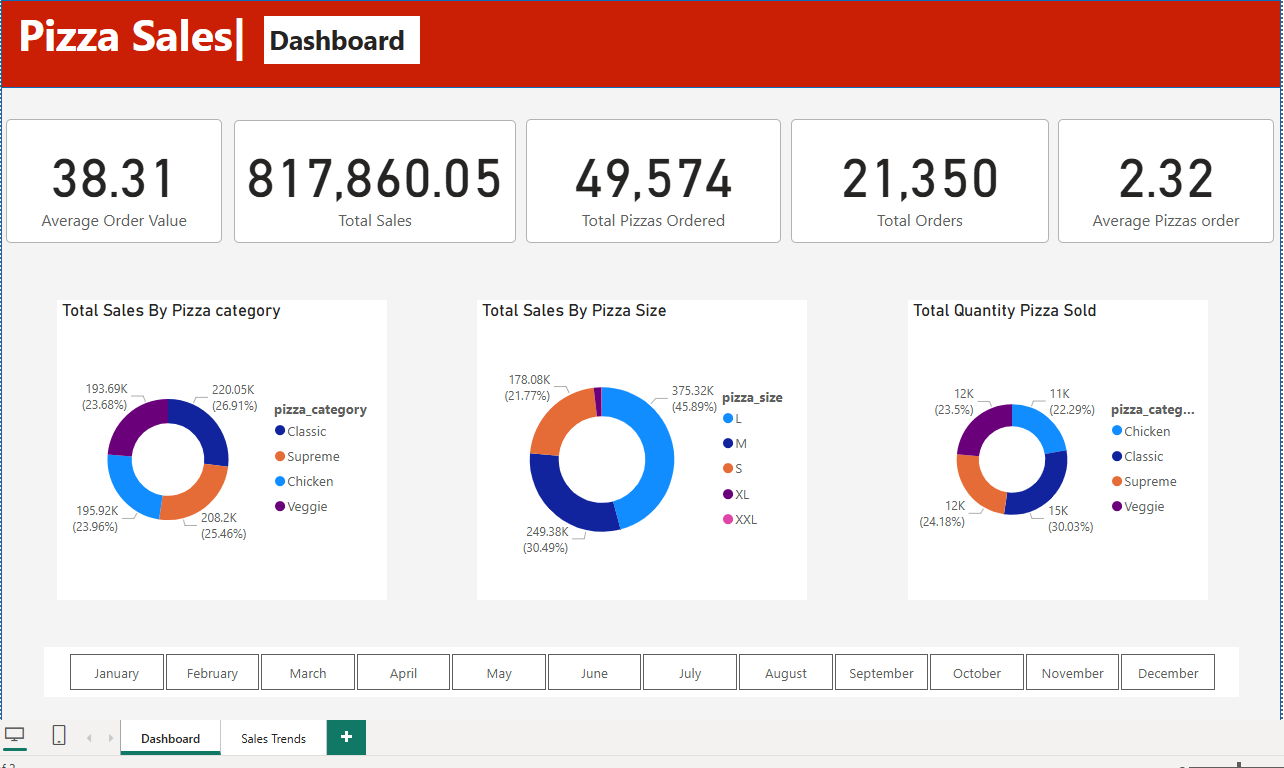 Pizza Sales| Dashboard
38.31
Average Order Value
817,860.05
Total Sales
49,574
Total Pizzas Ordered
21,350
Total Orders
2.32
Average Pizzas order
Total Sales By Pizza category
193.69K
(23.68%)
220.05K
(26.91%)
195.92K
(23.96%)
208.2K
(25.46%)
pizza_category
Classic
Supreme
Chicken
Veggie
Total Sales By Pizza Size
178.08K
(21.77%)
375.32K
(45.89%)
249.38K
(30.49%)
pizza_size
L
M
S
XL
XXL
Total Quantity Pizza Sold
12K
(23.5%)
11K
(22.29%)
12K
(24.18%)
15K
(30.03%)
pizza_categ...
Chicken
Classic
Supreme
Veggie
January February March April May June July August September October November December
Dashboard Sales Trends +